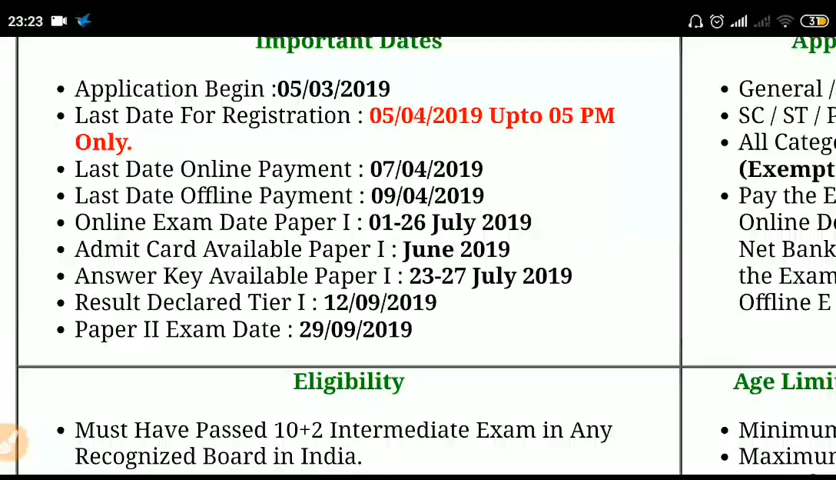 23:23
31
Important Dates
App
Application Begin :05/03/2019
Last Date For Registration : 05/04/2019 Upto 05 PM
Only.
Last Date Online Payment : 07/04/2019
Last Date Offline Payment : 09/04/2019
Online Exam Date Paper I : 01-26 July 2019
Admit Card Available Paper I : June 2019
Answer Key Available Paper I : 23-27 July 2019
Result Declared Tier I : 12/09/2019
Paper II Exam Date : 29/09/2019
General /
SC / ST / P
All Catego
(Exempt
Pay the E
Online De
Net Bank
the Exam
Offline E
Eligibility
Must Have Passed 10+2 Intermediate Exam in Any
Recognized Board in India.
Age Limi
Minimum
Maximum